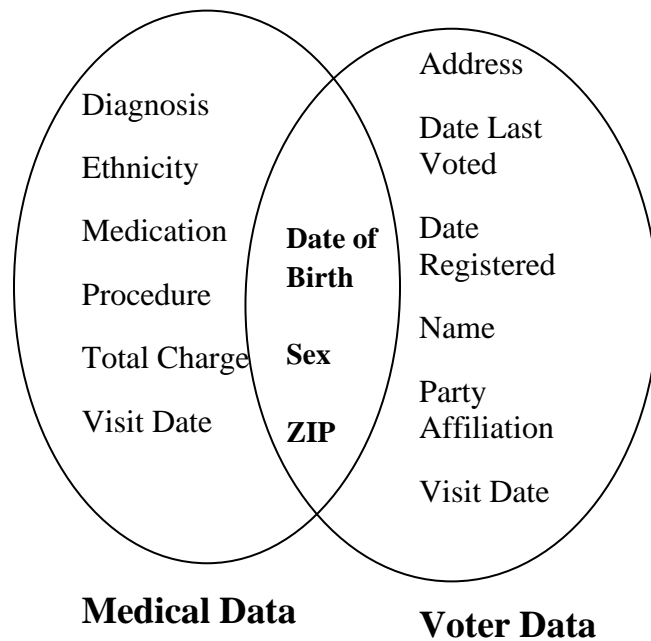 Diagnosis
Ethnicity
Medication
Procedure
Total Charge
Visit Date
Date of
Birth
Sex
ZIP
Address
Date Last
Voted
Date
Registered
Name
Party
Affiliation
Visit Date
Medical Data
Voter Data